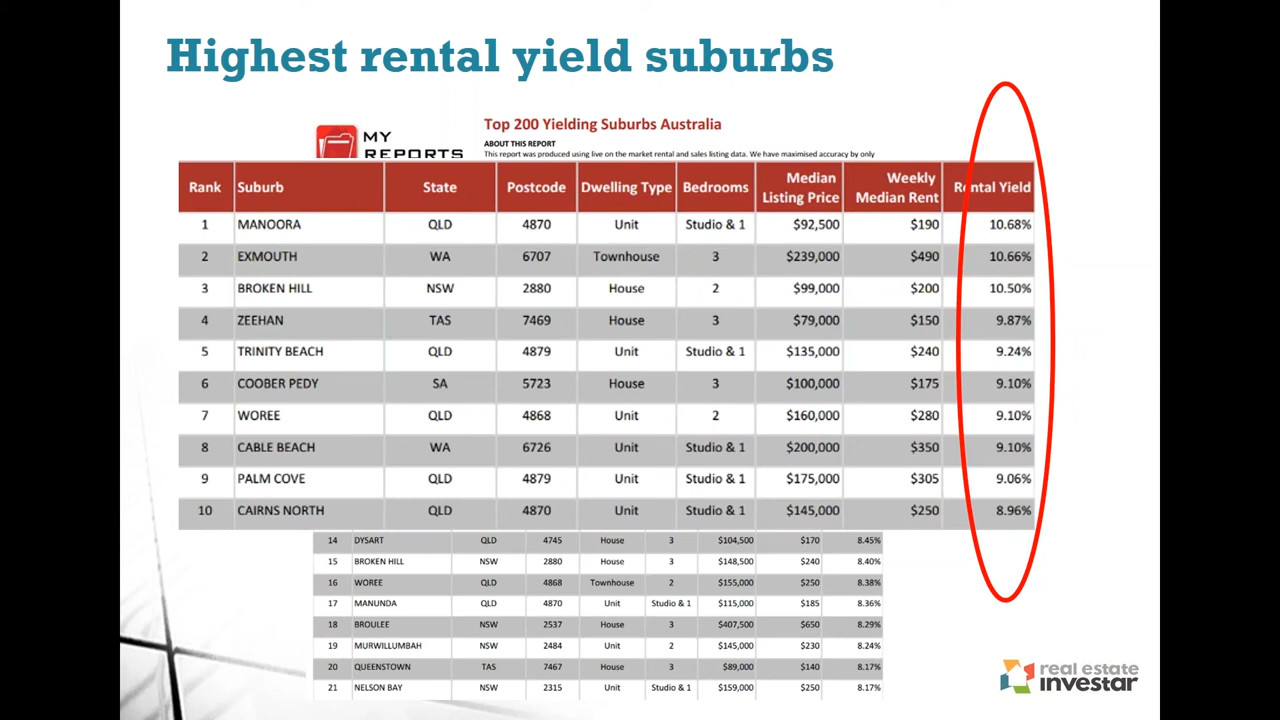 Highest rental yield suburbs
Top 200 Yielding Suburbs Australia
MY REPORTS
ABOUT THIS REPORT
This report was produced using live on the market rental and sales listing data. We have maximised accuracy by only
Rank Suburb State Postcode Dwelling Type Bedrooms Median Listing Price Weekly Median Rent Rental Yield
1 MANOORA QLD 4870 Unit Studio & 1 $92,500 $190 10.68%
2 EXMOUTH WA 6707 Townhouse 3 $239,000 $490 10.66%
3 BROKEN HILL NSW 2880 House 2 $99,000 $200 10.50%
4 ZEEHAN TAS 7469 House 3 $79,000 $150 9.87%
5 TRINITY BEACH QLD 4879 Unit Studio & 1 $135,000 $240 9.24%
6 COOBER PEDY SA 5723 House 3 $100,000 $175 9.10%
7 WOREE QLD 4868 Unit 2 $160,000 $280 9.10%
8 CABLE BEACH WA 6726 Unit Studio & 1 $200,000 $350 9.10%
9 PALM COVE QLD 4879 Unit Studio & 1 $175,000 $305 9.06%
10 CAIRNS NORTH QLD 4870 Unit Studio & 1 $145,000 $250 8.96%
14 DYSART QLD 4745 House 3 $104,500 $170 8.45%
15 BROKEN HILL NSW 2880 House 3 $148,500 $240 8.40%
16 WOREE QLD 4868 Townhouse 2 $155,000 $250 8.38%
17 MANUNDA QLD 4870 Unit Studio & 1 $115,000 $185 8.36%
18 BROULEE NSW 2537 House 3 $407,500 $650 8.29%
19 MURWILLUMBAH NSW 2484 Unit 2 $145,000 $230 8.24%
20 QUEENSTOWN TAS 7467 House 3 $89,000 $140 8.17%
21 NELSON BAY NSW 2315 Unit Studio & 1 $159,000 $250 8.17%
real estate
investar